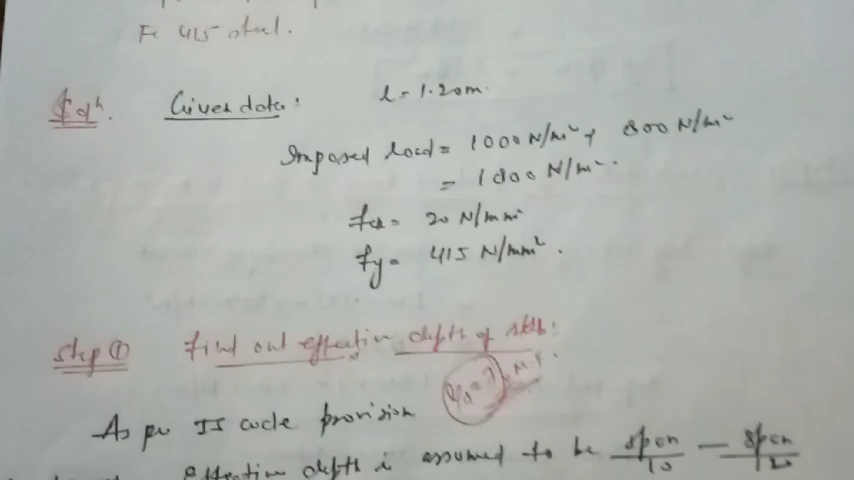 Fe 415 steel.
Soln. Given data: l = 1.20m.
Imposed load = 1000 N/m² + 800 N/m²
= 1800 N/m².
fck = 20 N/mm²
fy = 415 N/mm².
Step ① Find out effective depth of slab:
As per IS code provision
effective depth is assumed to be span/10 — span/12